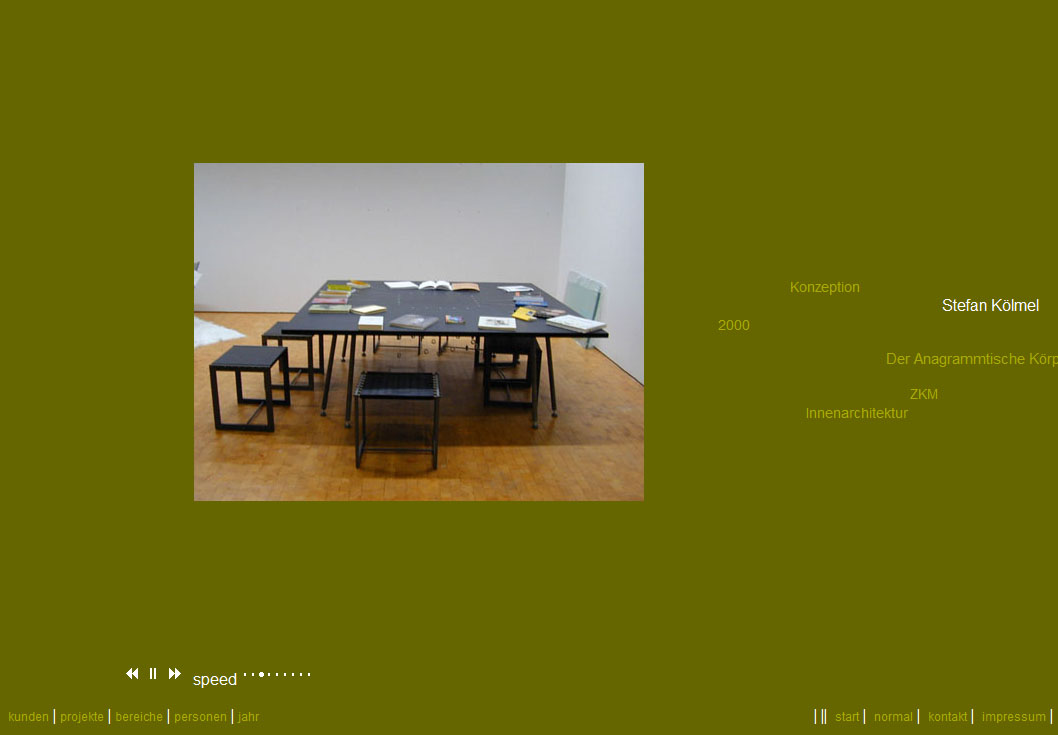 Konzeption
Stefan Kölmel
2000
Der Anagrammtische Körp
ZKM
Innenarchitektur
speed
kunden | projekte | bereiche | personen | jahr
| || start | normal | kontakt | impressum |